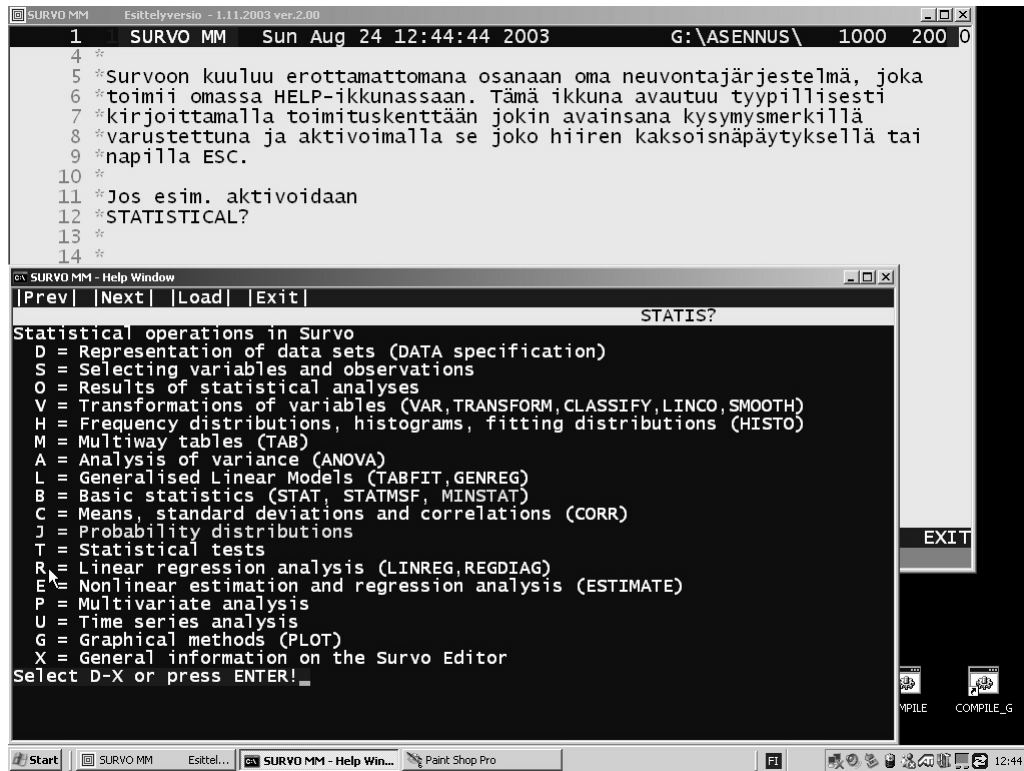 SURVO MM Esittelyversio - 1.11.2003 ver.2.00
1 1 SURVO MM Sun Aug 24 12:44:44 2003 G:\ASENNUS\ 1000 200 0
4 *
5 *Survoon kuuluu erottamattomana osanaan oma neuvontajärjestelmä, joka
6 *toimii omassa HELP-ikkunassaan. Tämä ikkuna avautuu tyypillisesti
7 *kirjoittamalla toimituskenttään jokin avainsana kysymysmerkillä
8 *varustettuna ja aktivoimalla se joko hiiren kaksoisnäpäytyksellä tai
9 *napilla ESC.
10 *
11 *Jos esim. aktivoidaan
12 *STATISTICAL?
13 *
14 *
SURVO MM - Help Window
|Prev| |Next| |Load| |Exit|
STATIS?
Statistical operations in Survo
D = Representation of data sets (DATA specification)
S = Selecting variables and observations
O = Results of statistical analyses
V = Transformations of variables (VAR,TRANSFORM,CLASSIFY,LINCO,SMOOTH)
H = Frequency distributions, histograms, fitting distributions (HISTO)
M = Multiway tables (TAB)
A = Analysis of variance (ANOVA)
L = Generalised Linear Models (TABFIT,GENREG)
B = Basic statistics (STAT, STATMSF, MINSTAT)
C = Means, standard deviations and correlations (CORR)
J = Probability distributions
T = Statistical tests
R = Linear regression analysis (LINREG,REGDIAG)
E = Nonlinear estimation and regression analysis (ESTIMATE)
P = Multivariate analysis
U = Time series analysis
G = Graphical methods (PLOT)
X = General information on the Survo Editor
Select D-X or press ENTER!_
EXIT
MPILE COMPILE_G
Start SURVO MM Esittel... SURVO MM - Help Win... Paint Shop Pro FI 12:44